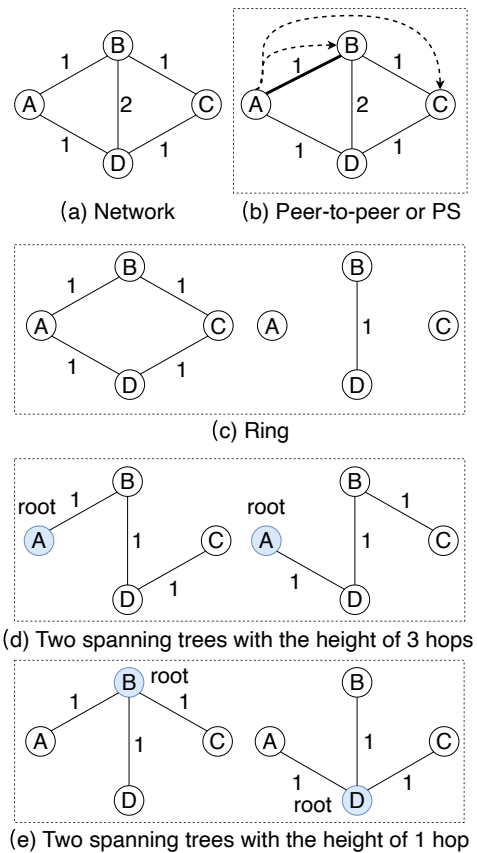 B
B
1
1
1
1
A
2
C
A
2
C
1
1
1
1
D
D
(a) Network
(b) Peer-to-peer or PS
B
B
1
1
A
C
A
1
C
1
1
D
D
(c) Ring
B
B
root
1
root
1
A
1
C
A
1
C
1
1
D
D
(d) Two spanning trees with the height of 3 hops
B
root
B
1
1
A
1
C
A
1
C
1
1
D
root
D
(e) Two spanning trees with the height of 1 hop